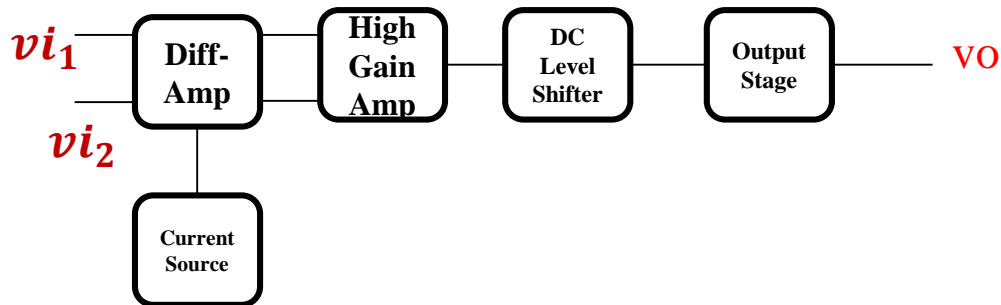 vi₁
Diff-
Amp
High
Gain
Amp
DC
Level
Shifter
Output
Stage
VO
vi₂
Current
Source